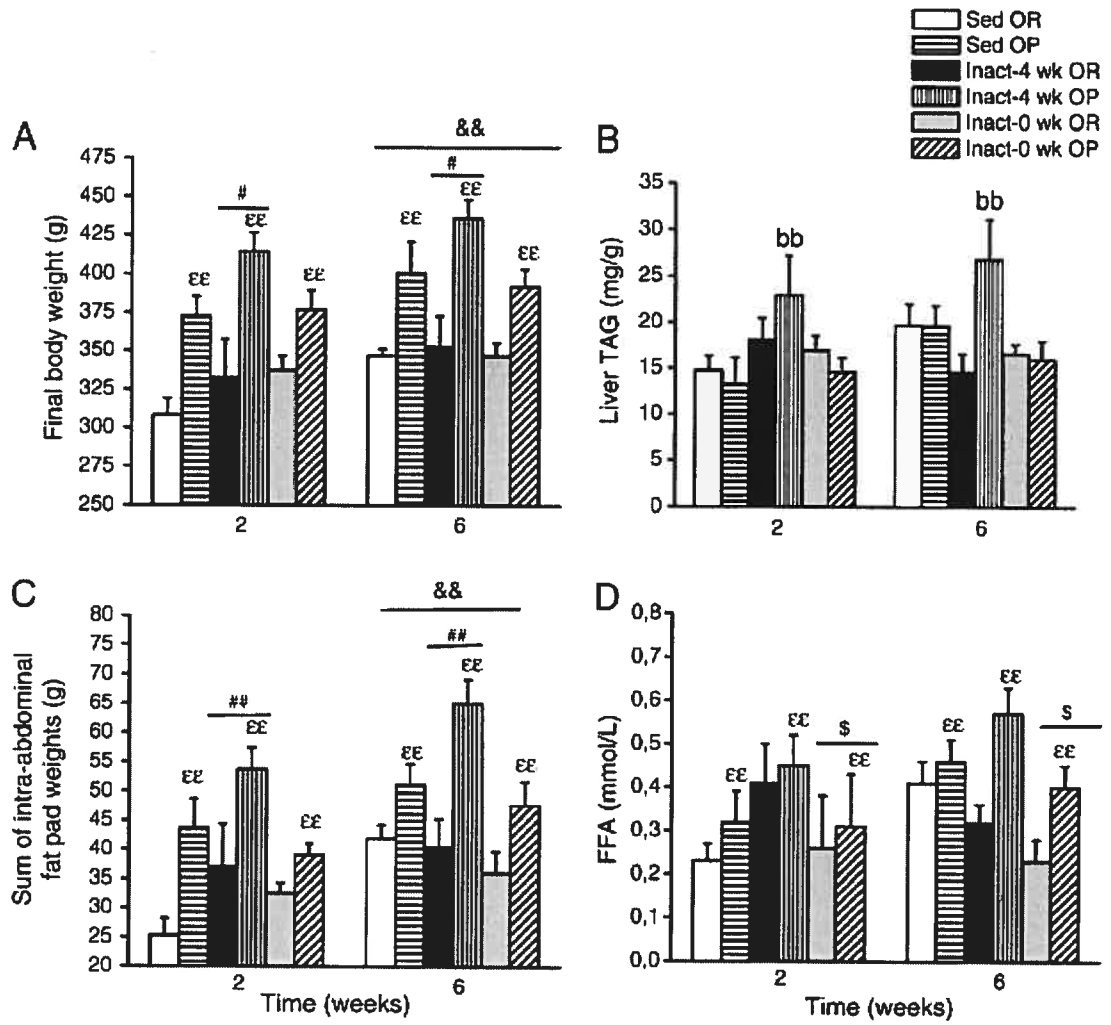 Sed OR
Sed OP
Inact-4 wk OR
Inact-4 wk OP
Inact-0 wk OR
Inact-0 wk OP
A
Final body weight (g)
475
450
425
400
375
350
325
300
275
250
&&
#
#
εε
εε
εε
εε
εε
εε
2
6
B
Liver TAG (mg/g)
35
30
25
20
15
10
5
0
bb
bb
2
6
C
Sum of intra-abdominal
fat pad weights (g)
80
75
70
65
60
55
50
45
40
35
30
25
20
&&
##
##
εε
εε
εε
εε
εε
εε
2
6
Time (weeks)
D
FFA (mmol/L)
0,8
0,7
0,6
0,5
0,4
0,3
0,2
0,1
0,0
εε
εε
$
εε
εε
εε
$
εε
2
6
Time (weeks)